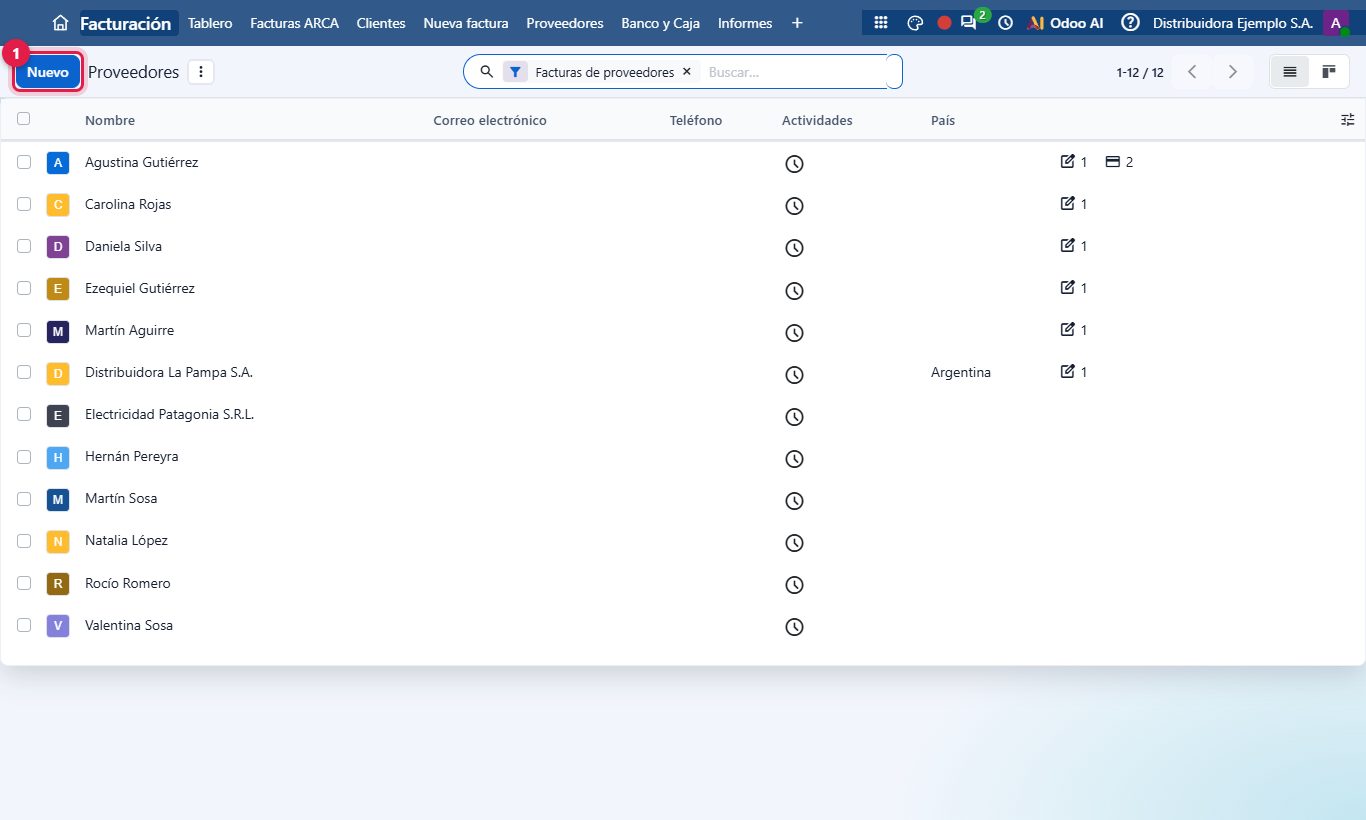 Facturación Tablero Facturas ARCA Clientes Nueva factura Proveedores Banco y Caja Informes + 2 Odoo AI Distribuidora Ejemplo S.A. A
1
Nuevo Proveedores Facturas de proveedores × Buscar... 1-12 / 12
Nombre Correo electrónico Teléfono Actividades País
A Agustina Gutiérrez 1 2
C Carolina Rojas 1
D Daniela Silva 1
E Ezequiel Gutiérrez 1
M Martín Aguirre 1
D Distribuidora La Pampa S.A. Argentina 1
E Electricidad Patagonia S.R.L.
H Hernán Pereyra
M Martín Sosa
N Natalia López
R Rocío Romero
V Valentina Sosa